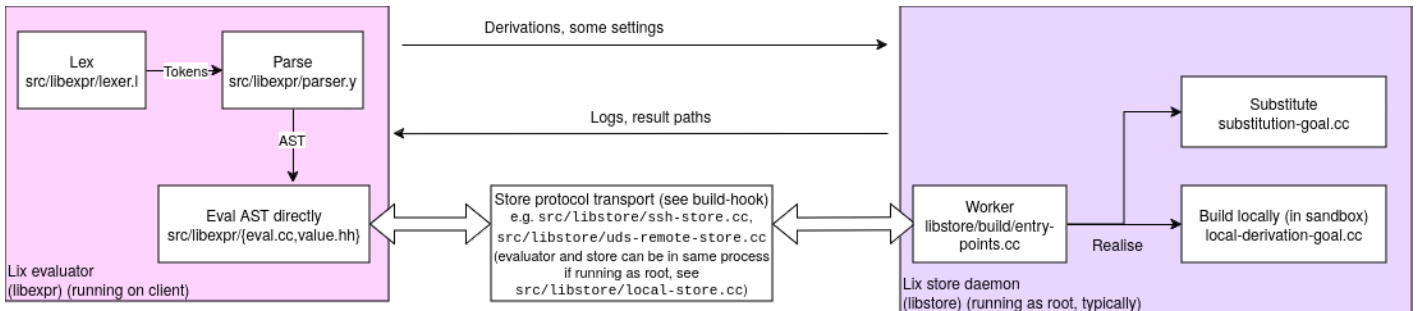 Lex
src/libexpr/lexer.l
Tokens
Parse
src/libexpr/parser.y
AST
Eval AST directly
src/libexpr/{eval.cc,value.hh}
Lix evaluator
(libexpr) (running on client)
Derivations, some settings
Logs, result paths
Store protocol transport (see build-hook)
e.g. src/libstore/ssh-store.cc,
src/libstore/uds-remote-store.cc
(evaluator and store can be in same process
if running as root, see
src/libstore/local-store.cc)
Worker
libstore/build/entry-
points.cc
Realise
Substitute
substitution-goal.cc
Build locally (in sandbox)
local-derivation-goal.cc
Lix store daemon
(libstore) (running as root, typically)